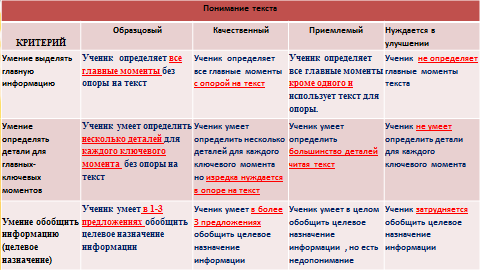 Понимание текста
КРИТЕРИЙ
Образцовый
Качественный
Приемлемый
Нуждается в
улучшении
Умение выделять
главную
информацию
Ученик определяет все
главные моменты без
опоры на текст
Ученик определяет
все главные моменты
с опорой на текст
Ученик определяет
все главные моменты
кроме одного и
использует текст для
опоры.
Ученик не определяет
главные моменты
текста
Умение
определять
детали для
главных-
ключевых
моментов
Ученик умеет определить
несколько деталей для
каждого ключевого
момента без опоры на
текст
Ученик умеет
определить несколько
деталей для каждого
ключевого момента
но изредка нуждается
в опоре на текст
Ученик умеет
определить
большинство деталей
читая текст
Ученик не умеет
определить детали
для каждого
ключевого момента
Умение обобщить
информацию
(целевое
назначение)
Ученик умеет в 1-3
предложениях обобщить
целевое назначение
информации
Ученик умеет в более
3 предложениях
обобщить целевое
назначение
информации
Ученик умеет в целом
обобщить целевое
назначение
информации , но есть
недопонимание
Ученик затрудняется
обобщить целевое
назначение
информации